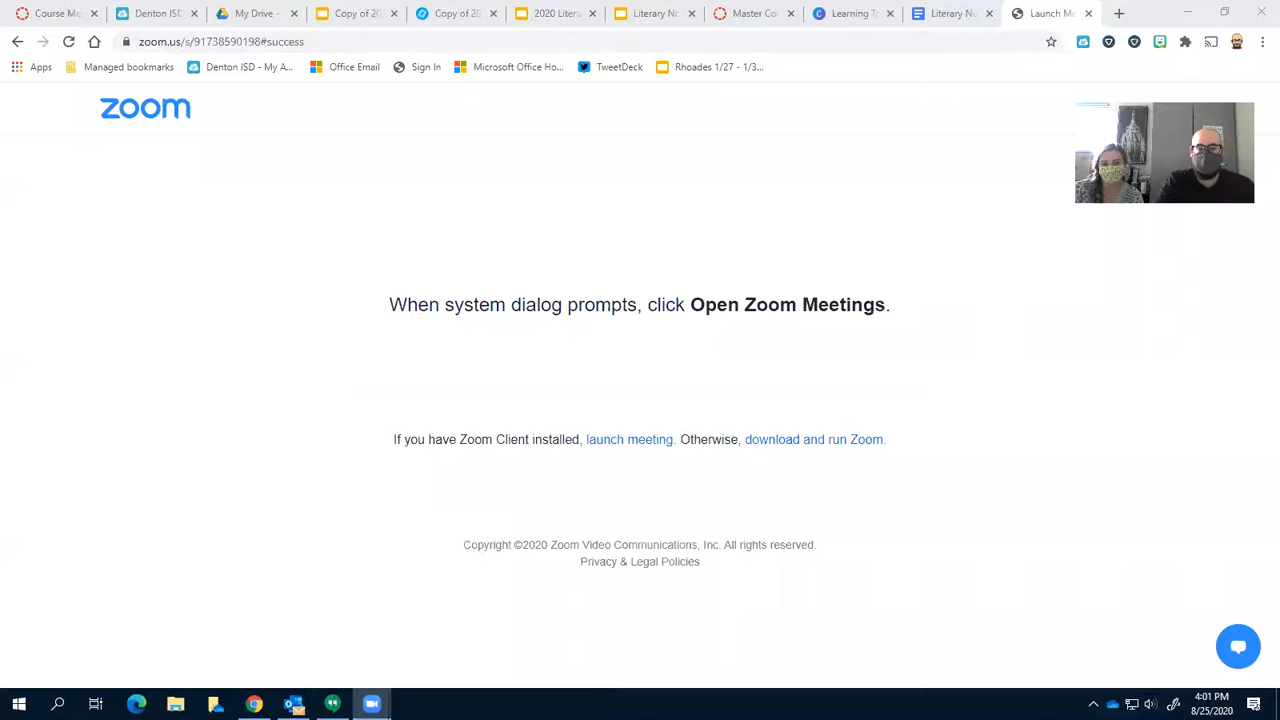 Course Me
Denton ISD
My Drive -
Copy of 20
Copy of 20
2020 Litera
Literary No
Master Cou
Learning Ty
Literary Nu
Launch Me
zoom.us/s/91738590198#success
Apps
Managed bookmarks
Denton ISD - My A...
Office Email
Sign In
Microsoft Office Ho...
TweetDeck
Rhoades 1/27 - 1/3...
zoom
When system dialog prompts, click Open Zoom Meetings.
If you have Zoom Client installed, launch meeting. Otherwise, download and run Zoom.
Copyright ©2020 Zoom Video Communications, Inc. All rights reserved.
Privacy & Legal Policies
4:01 PM
8/25/2020